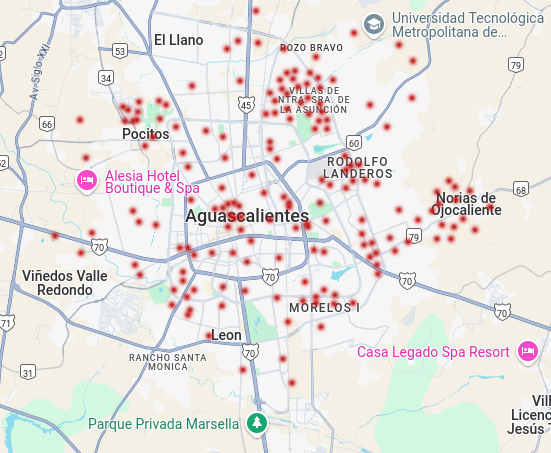 Universidad Tecnológica
Metropolitana de...
El Llano
POZO BRAVO
Av. Siglo XXI
53
79
34
VILLAS DE
NTRA. SRA. DE
LA ASUNCIÓN
45
66
Pocitos
60
52
RODOLFO
LANDEROS
Alesia Hotel
Boutique & Spa
68
Norias de
Ojocaliente
Aguascalientes
79
70
Viñedos Valle
Redondo
70
70
70
MORELOS I
71
Leon
70
RANCHO SANTA
MONICA
Casa Legado Spa Resort
31
Vill
Licenc
Jesús T
Parque Privada Marsella